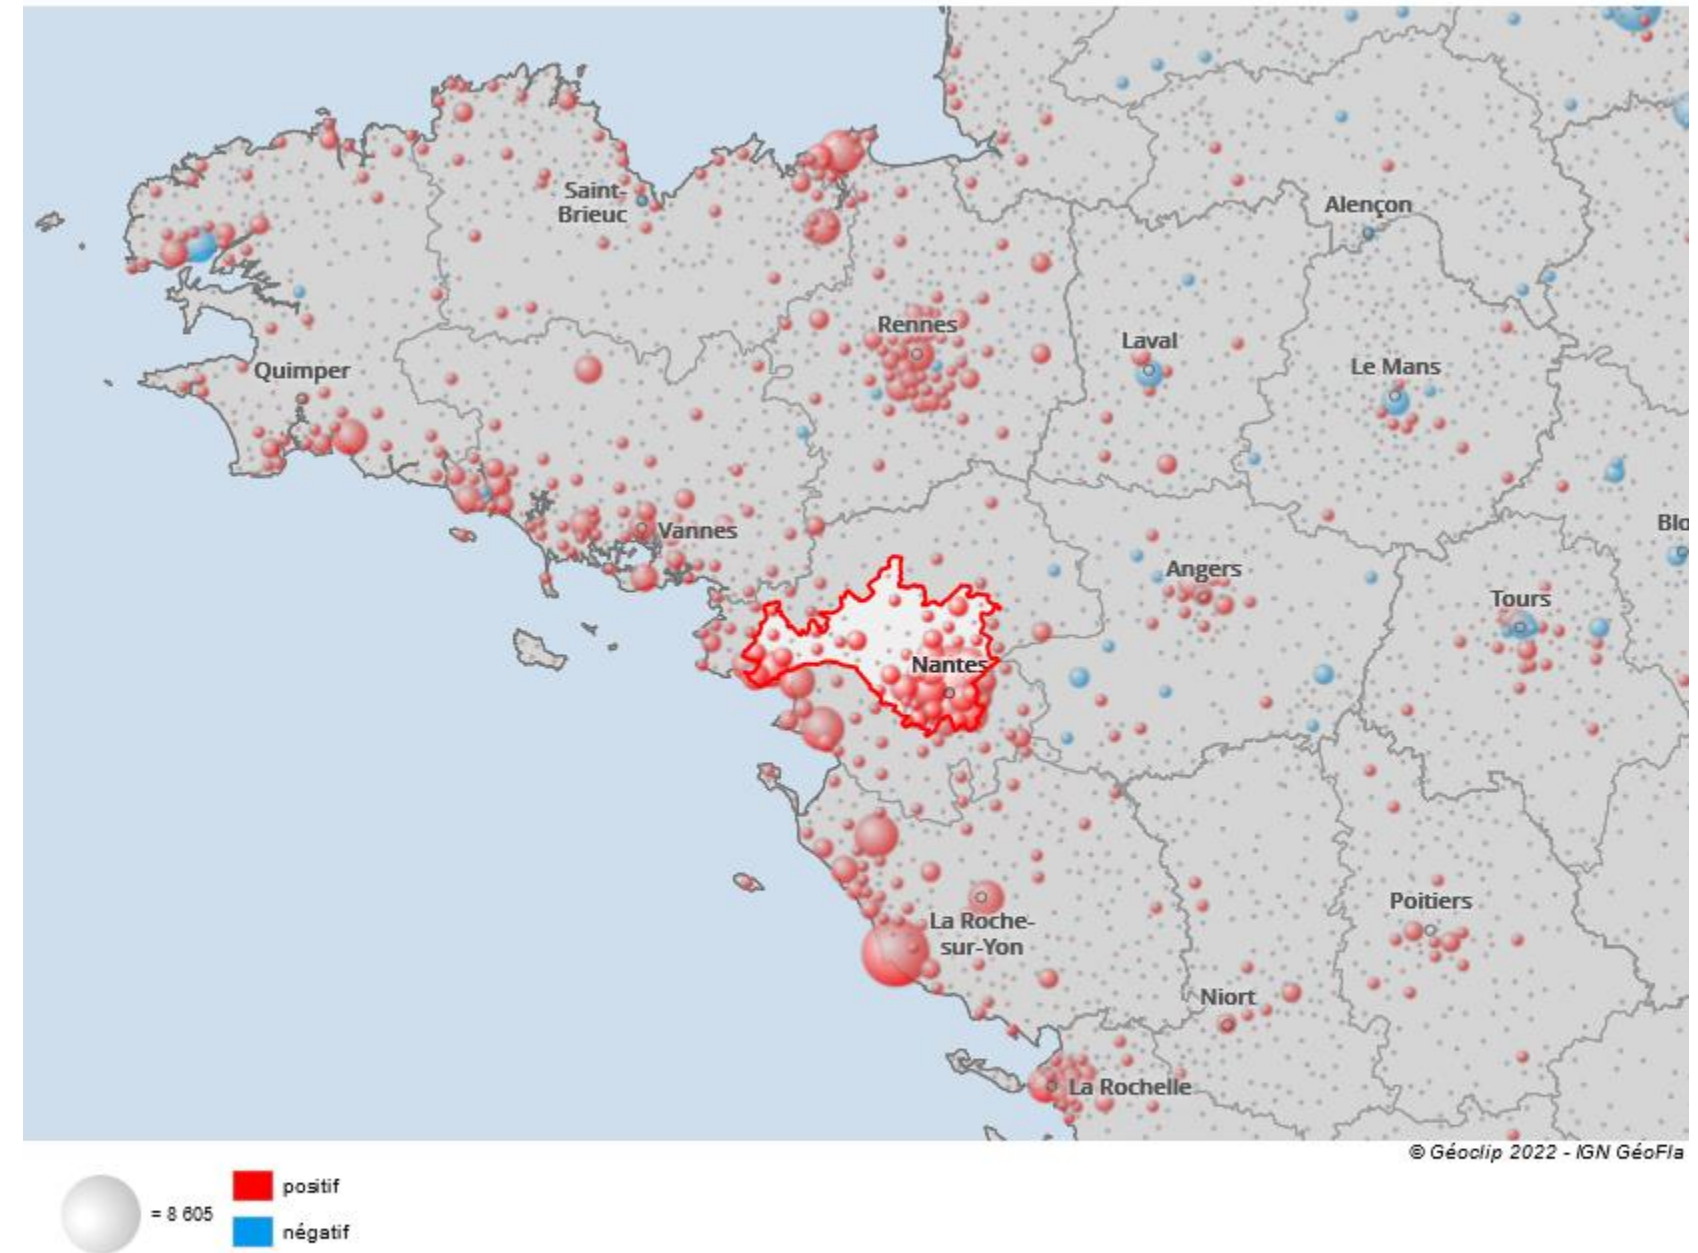 Saint-
Brieuc
Alençon
Rennes
Laval
Le Mans
Quimper
Vannes
Blo
Angers
Tours
Nantes
Poitiers
La Roche-
sur-Yon
Niort
La Rochelle
© Géoclip 2022 - IGN GéoFla
= 8 605
positif
négatif